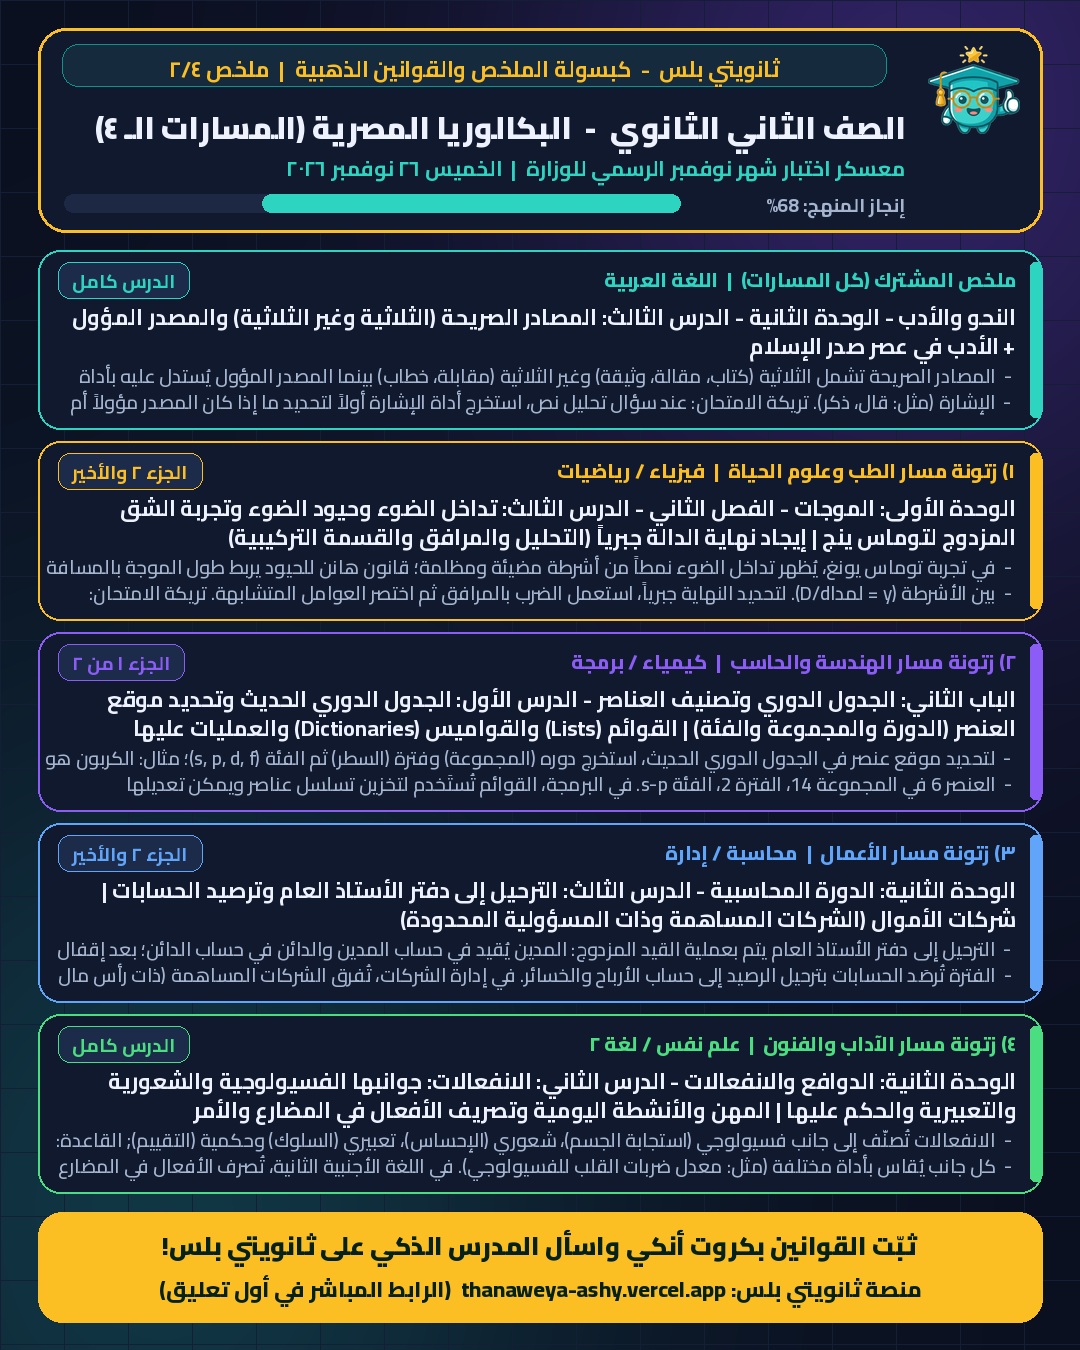 ثانويتي بلس - كبسولة الملخص والقوانين الذهبية | ملخص ٢/٤
الصف الثاني الثانوي - البكالوريا المصرية (المسارات الـ ٤)
معسكر اختبار شهر نوفمبر الرسمي للوزارة | الخميس ٢٦ نوفمبر ٢٠٢٦
إنجاز المنهج: 68%
ملخص المشترك (كل المسارات) | اللغة العربية
الدرس كامل
النحو والأدب - الوحدة الثانية - الدرس الثالث: المصادر الصريحة (الثلاثية وغير الثلاثية) والمصدر المؤول
+ الأدب في عصر صدر الإسلام
- المصادر الصريحة تشمل الثلاثية (كتاب، مقالة، وثيقة) وغير الثلاثية (مقابلة، خطاب) بينما المصدر المؤول يُستدل عليه بأداة
- الإشارة (مثل: قال، ذكر). تريكة الامتحان: عند سؤال تحليل نص، استخرج أداة الإشارة أولاً لتحديد ما إذا كان المصدر مؤولاً أم
١) زتونة مسار الطب وعلوم الحياة | فيزياء / رياضيات
الجزء ٢ والأخير
الوحدة الأولى: الموجات - الفصل الثاني - الدرس الثالث: تداخل الضوء وحيود الضوء وتجربة الشق
المزدوج لتوماس ينج | إيجاد نهاية الدالة جبرياً (التحليل والمرافق والقسمة التركيبية)
- في تجربة توماس يونغ، يُظهر تداخل الضوء نمطاً من أشرطة مضيئة ومظلمة؛ قانون هانن للحيود يربط طول الموجة بالمسافة
- بين الأشرطة (y = لمداD/d). لتحديد النهاية جبرياً، استعمل الضرب بالمرافق ثم اختصر العوامل المتشابهة. تريكة الامتحان:
٢) زتونة مسار الهندسة والحاسب | كيمياء / برمجة
الجزء ١ من ٢
الباب الثاني: الجدول الدوري وتصنيف العناصر - الدرس الأول: الجدول الدوري الحديث وتحديد موقع
العنصر (الدورة والمجموعة والفئة) | القوائم (Lists) والقواميس (Dictionaries) والعمليات عليها
- لتحديد موقع عنصر في الجدول الدوري الحديث، استخرج دوره (المجموعة) وفترة (السطر) ثم الفئة (s, p, d, f)؛ مثال: الكربون هو
- العنصر 6 في المجموعة 14، الفترة 2، الفئة s-p. في البرمجة، القوائم تُستَخدم لتخزين تسلسل عناصر ويمكن تعديلها
٣) زتونة مسار الأعمال | محاسبة / إدارة
الجزء ٢ والأخير
الوحدة الثانية: الدورة المحاسبية - الدرس الثالث: الترحيل إلى دفتر الأستاذ العام وترصيد الحسابات |
شركات الأموال (الشركات المساهمة وذات المسؤولية المحدودة)
- الترحيل إلى دفتر الأستاذ العام يتم بعملية القيد المزدوج: المدين يُقيد في حساب المدين والدائن في حساب الدائن؛ بعد إقفال
- الفترة تُرصَد الحسابات بترحيل الرصيد إلى حساب الأرباح والخسائر. في إدارة الشركات، تُفرق الشركات المساهمة (ذات رأس مال
٤) زتونة مسار الآداب والفنون | علم نفس / لغة ٢
الدرس كامل
الوحدة الثانية: الدوافع والانفعالات - الدرس الثاني: الانفعالات: جوانبها الفسيولوجية والشعورية
والتعبيرية والحكم عليها | المهن والأنشطة اليومية وتصريف الأفعال في المضارع والأمر
- الانفعالات تُصنّف إلى جانب فسيولوجي (استجابة الجسم)، شعوري (الإحساس)، تعبيري (السلوك) وحكمية (التقييم); القاعدة:
- كل جانب يُقاس بأداة مختلفة (مثل: معدل ضربات القلب للفسيولوجي). في اللغة الأجنبية الثانية، تُصرف الأفعال في المضارع
ثبّت القوانين بكروت أنكي واسأل المدرس الذكي على ثانويتي بلس!
منصة ثانويتي بلس: thanaweya-ashy.vercel.app (الرابط المباشر في أول تعليق)